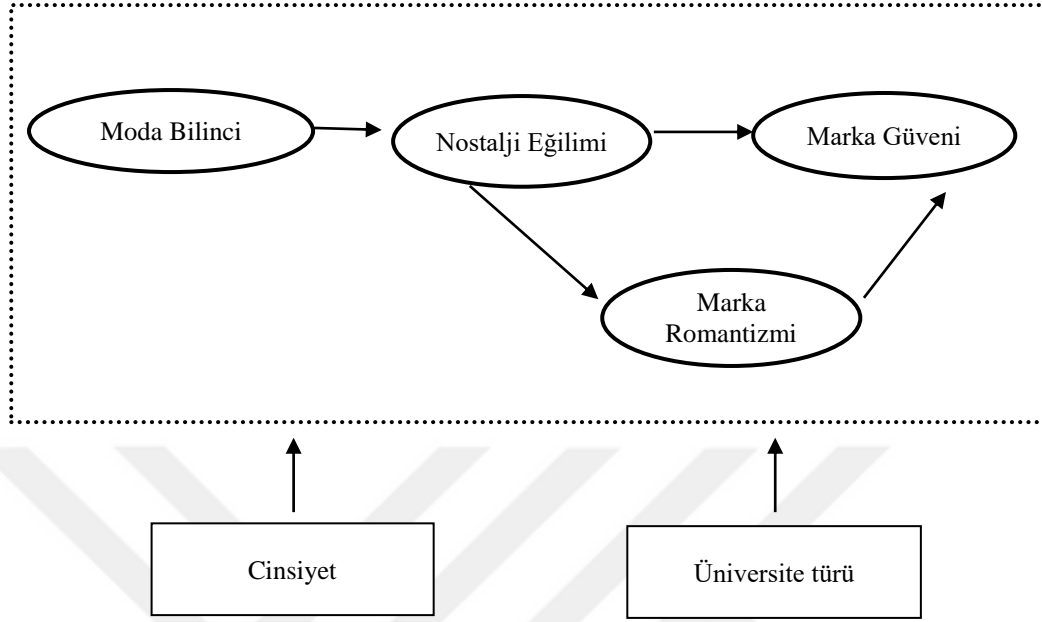 Moda Bilinci
Nostalji Eğilimi
Marka Güveni
Marka
Romantizmi
Cinsiyet
Üniversite türü